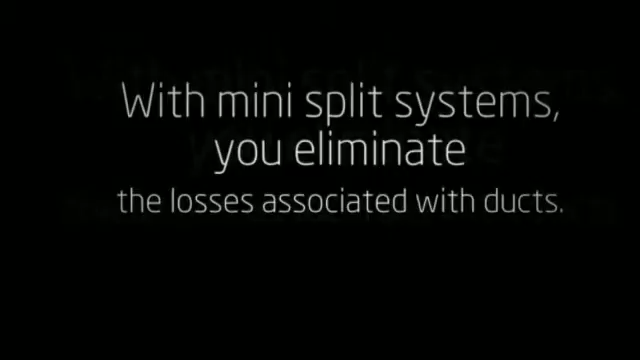 With mini split systems,
you eliminate
the losses associated with ducts.